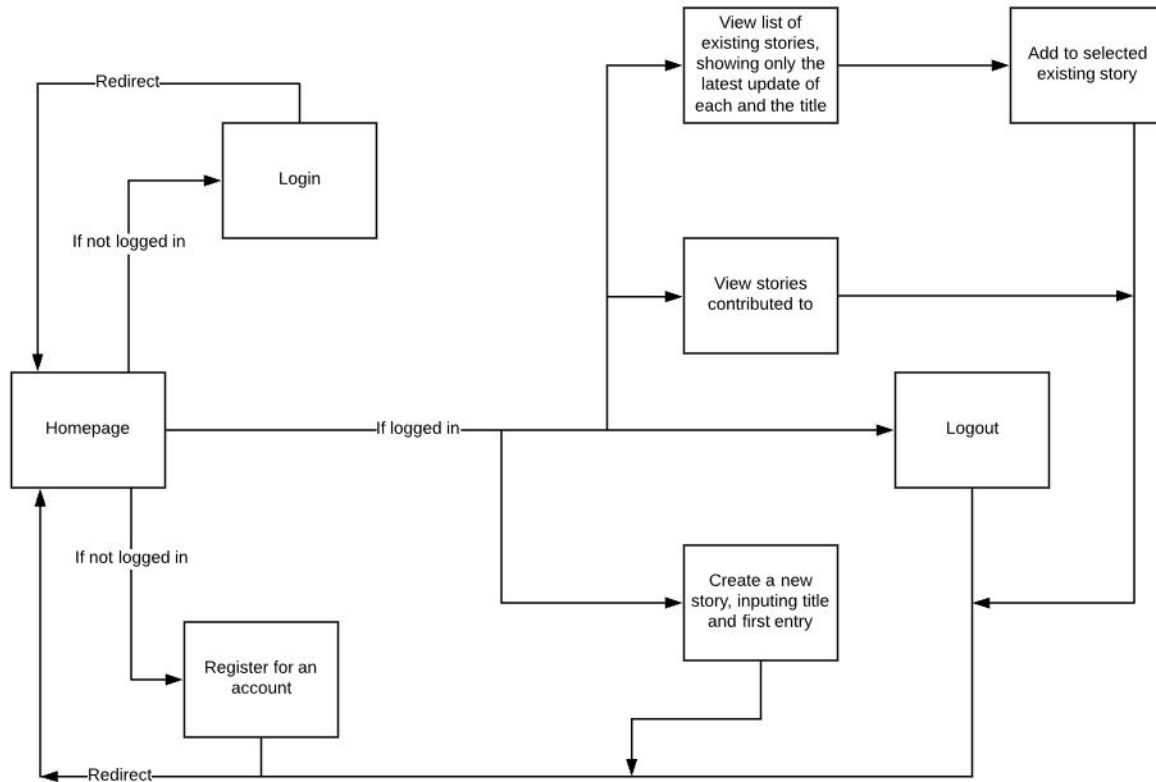 View list of
existing stories,
showing only the
latest update of
each and the title
Add to selected
existing story
Redirect
Login
If not logged in
View stories
contributed to
Homepage
If logged in
Logout
If not logged in
Create a new
story, inputing title
and first entry
Register for an
account
Redirect